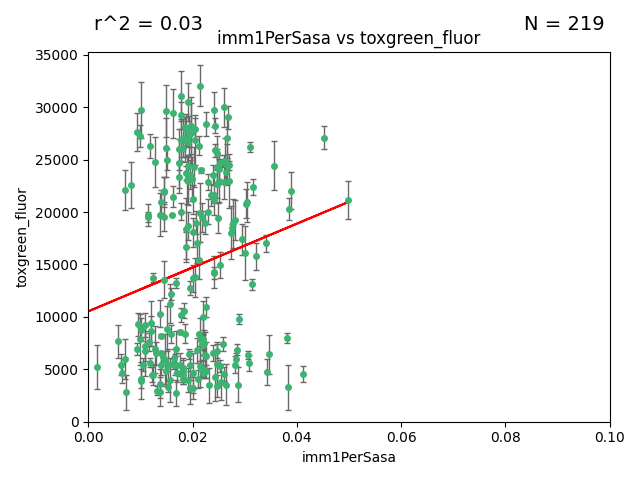 r^2 = 0.03
N = 219
imm1PerSasa vs toxgreen_fluor
35000
30000
25000
20000
15000
10000
5000
0
toxgreen_fluor
0.00
0.02
0.04
0.06
0.08
0.10
imm1PerSasa